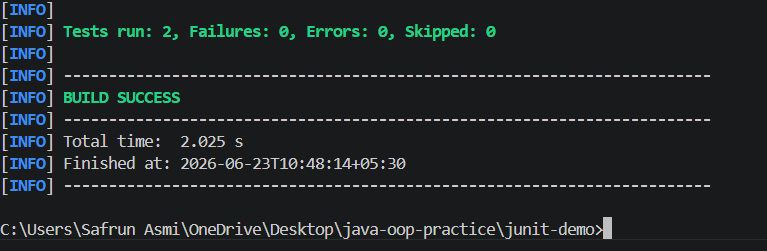 [INFO]
[INFO] Tests run: 2, Failures: 0, Errors: 0, Skipped: 0
[INFO]
[INFO] ------------------------------------------------------------------------
[INFO] BUILD SUCCESS
[INFO] ------------------------------------------------------------------------
[INFO] Total time:  2.025 s
[INFO] Finished at: 2026-06-23T10:48:14+05:30
[INFO] ------------------------------------------------------------------------
C:\Users\Safrun Asmi\OneDrive\Desktop\java-oop-practice\junit-demo>